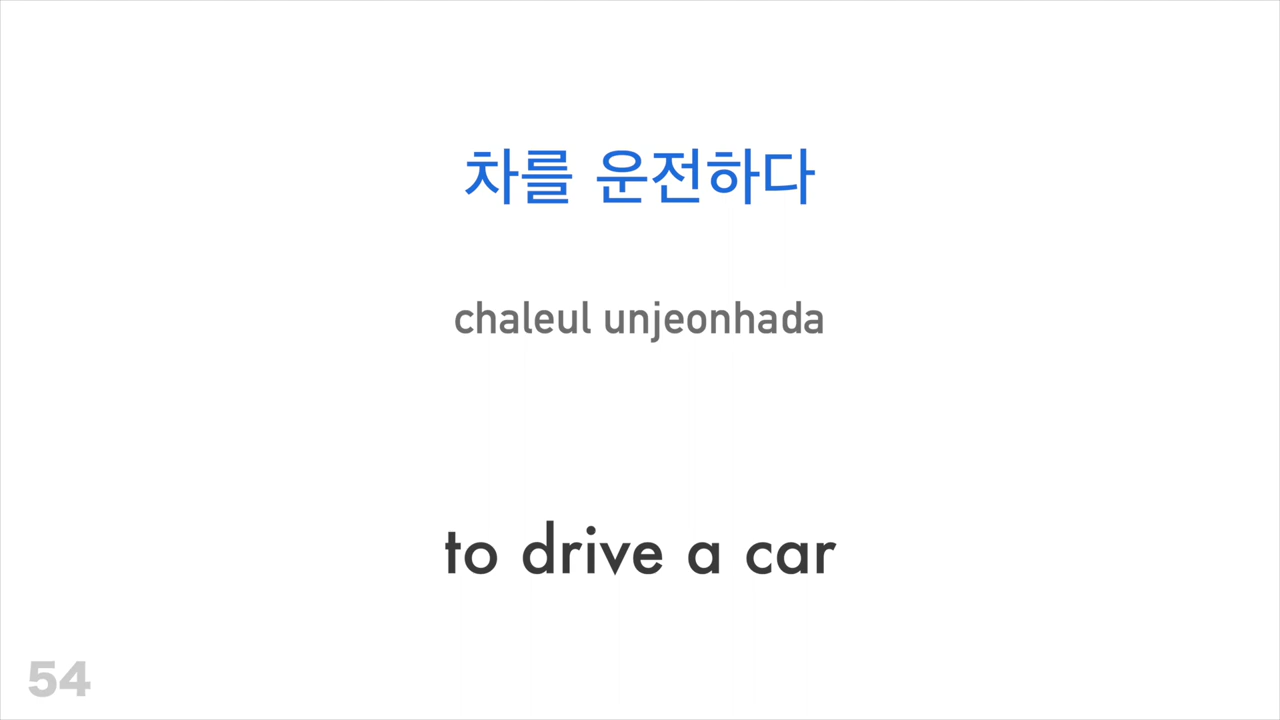 차를 운전하다
chaleul unjeonhada
to drive a car
54